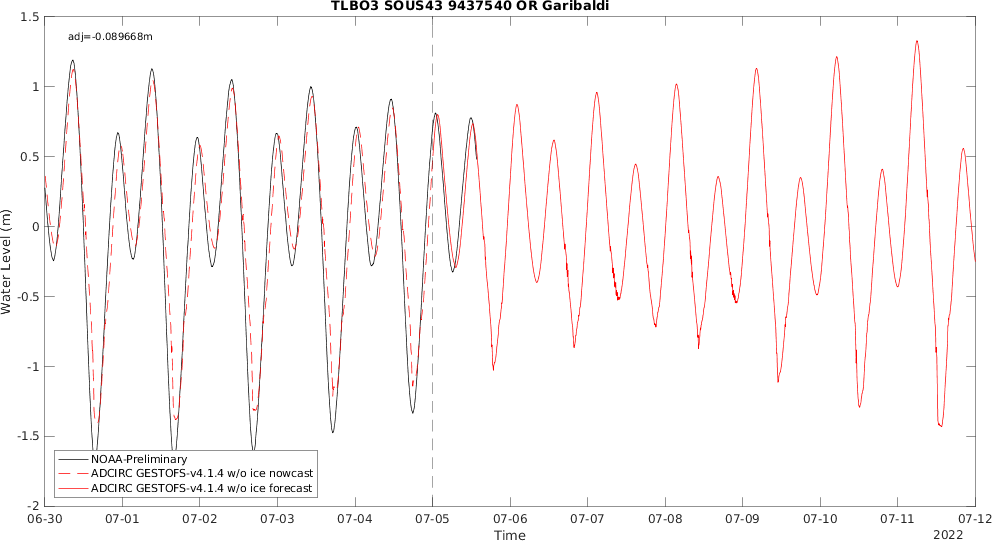 TLBO3 SOUS43 9437540 OR Garibaldi
adj=-0.089668m
1.5
1
0.5
0
-0.5
-1
-1.5
-2
Water Level (m)
NOAA-Preliminary
ADCIRC GESTOFS-v4.1.4 w/o ice nowcast
ADCIRC GESTOFS-v4.1.4 w/o ice forecast
06-30 07-01 07-02 07-03 07-04 07-05 07-06 07-07 07-08 07-09 07-10 07-11 07-12
Time
2022